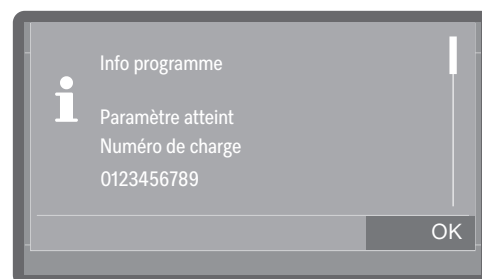 Info programme
Paramètre atteint
Numéro de charge
0123456789
OK